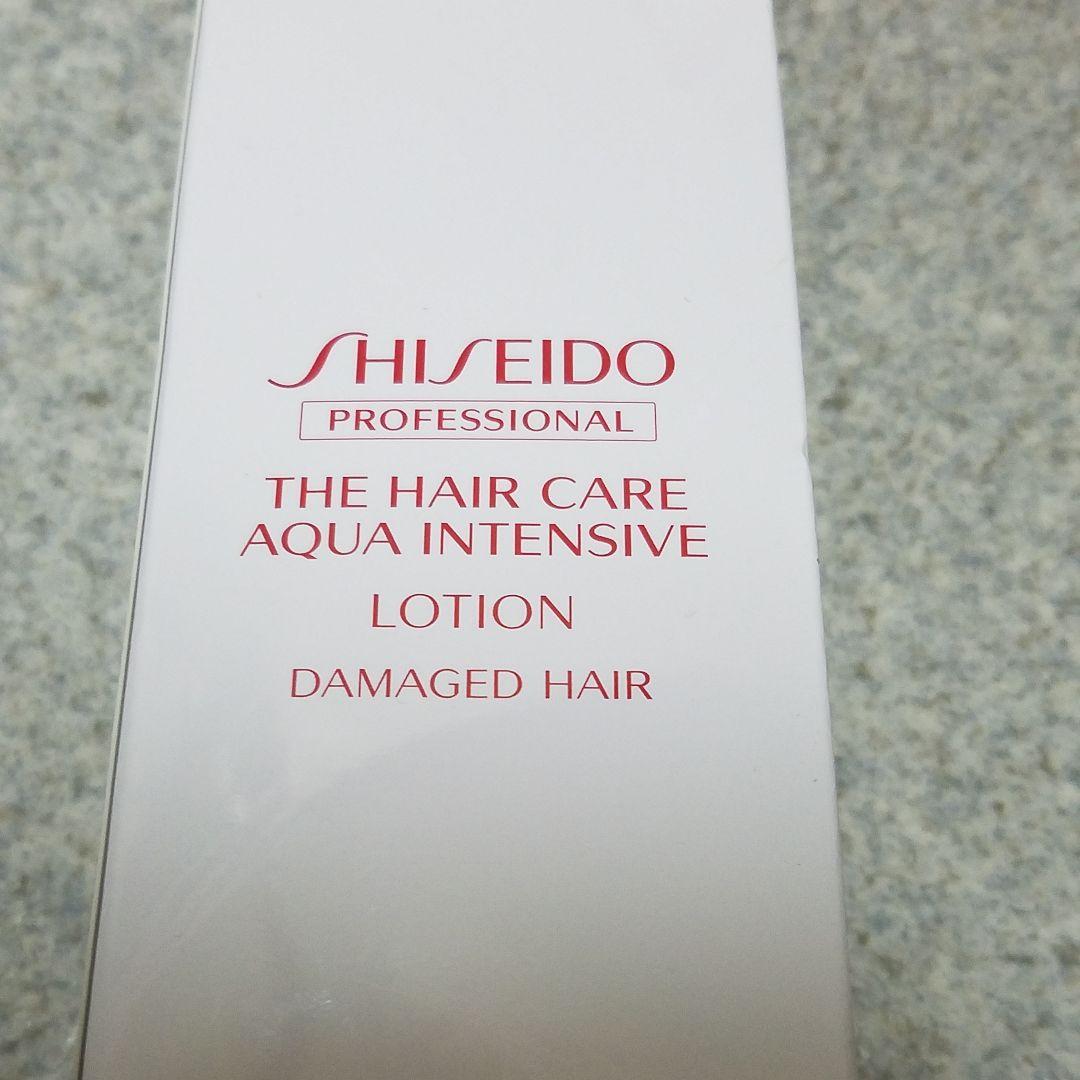 SHISEIDO
PROFESSIONAL
THE HAIR CARE
AQUA INTENSIVE
LOTION
DAMAGED HAIR